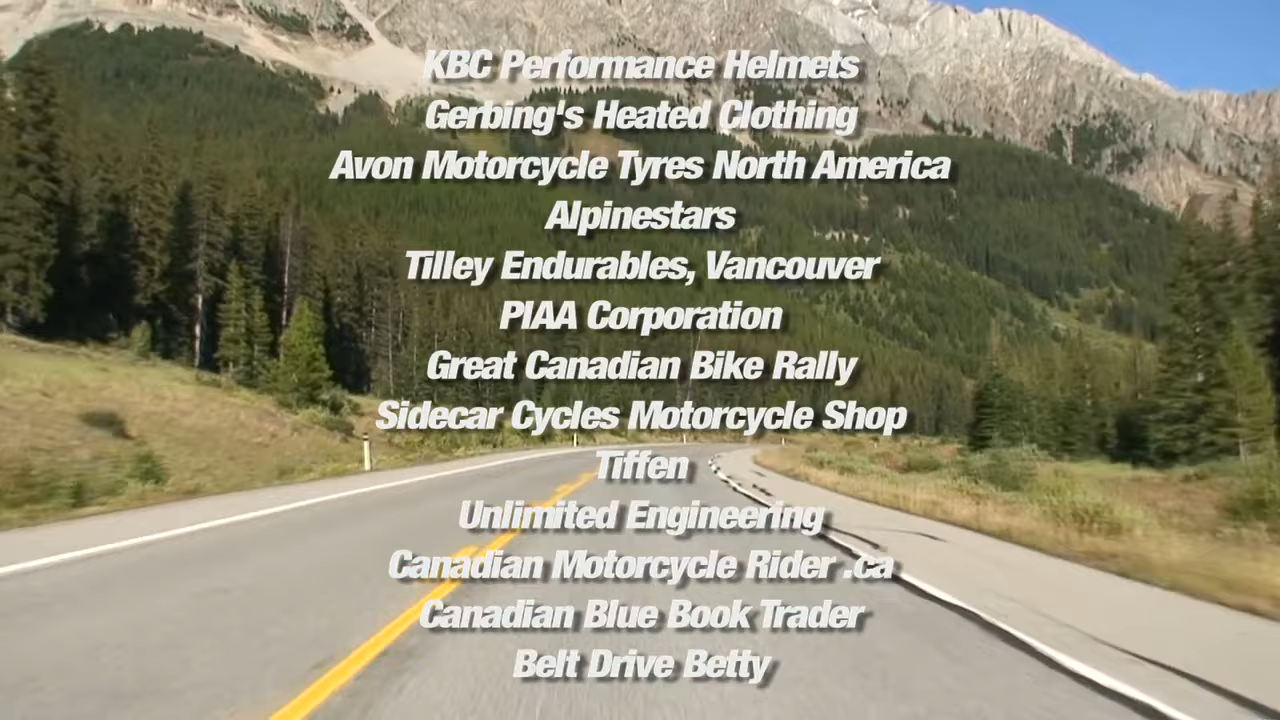 KBC Performance Helmets
Gerbing's Heated Clothing
Avon Motorcycle Tyres North America
Alpinestars
Tilley Endurables, Vancouver
PIAA Corporation
Great Canadian Bike Rally
Sidecar Cycles Motorcycle Shop
Tiffen
Unlimited Engineering
Canadian Motorcycle Rider .ca
Canadian Blue Book Trader
Belt Drive Betty